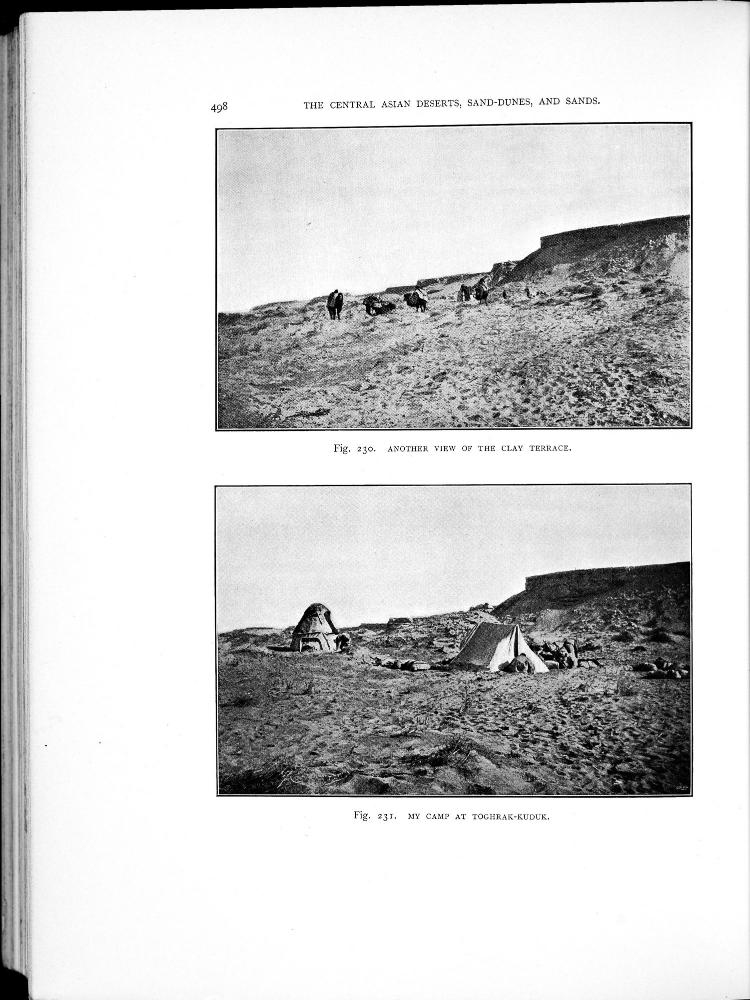 498 THE CENTRAL ASIAN DESERTS, SAND-DUNES, AND SANDS.
Fig. 230. ANOTHER VIEW OF THE CLAY TERRACE.
Fig. 231. MY CAMP AT TOGHRAK-KUDUK.